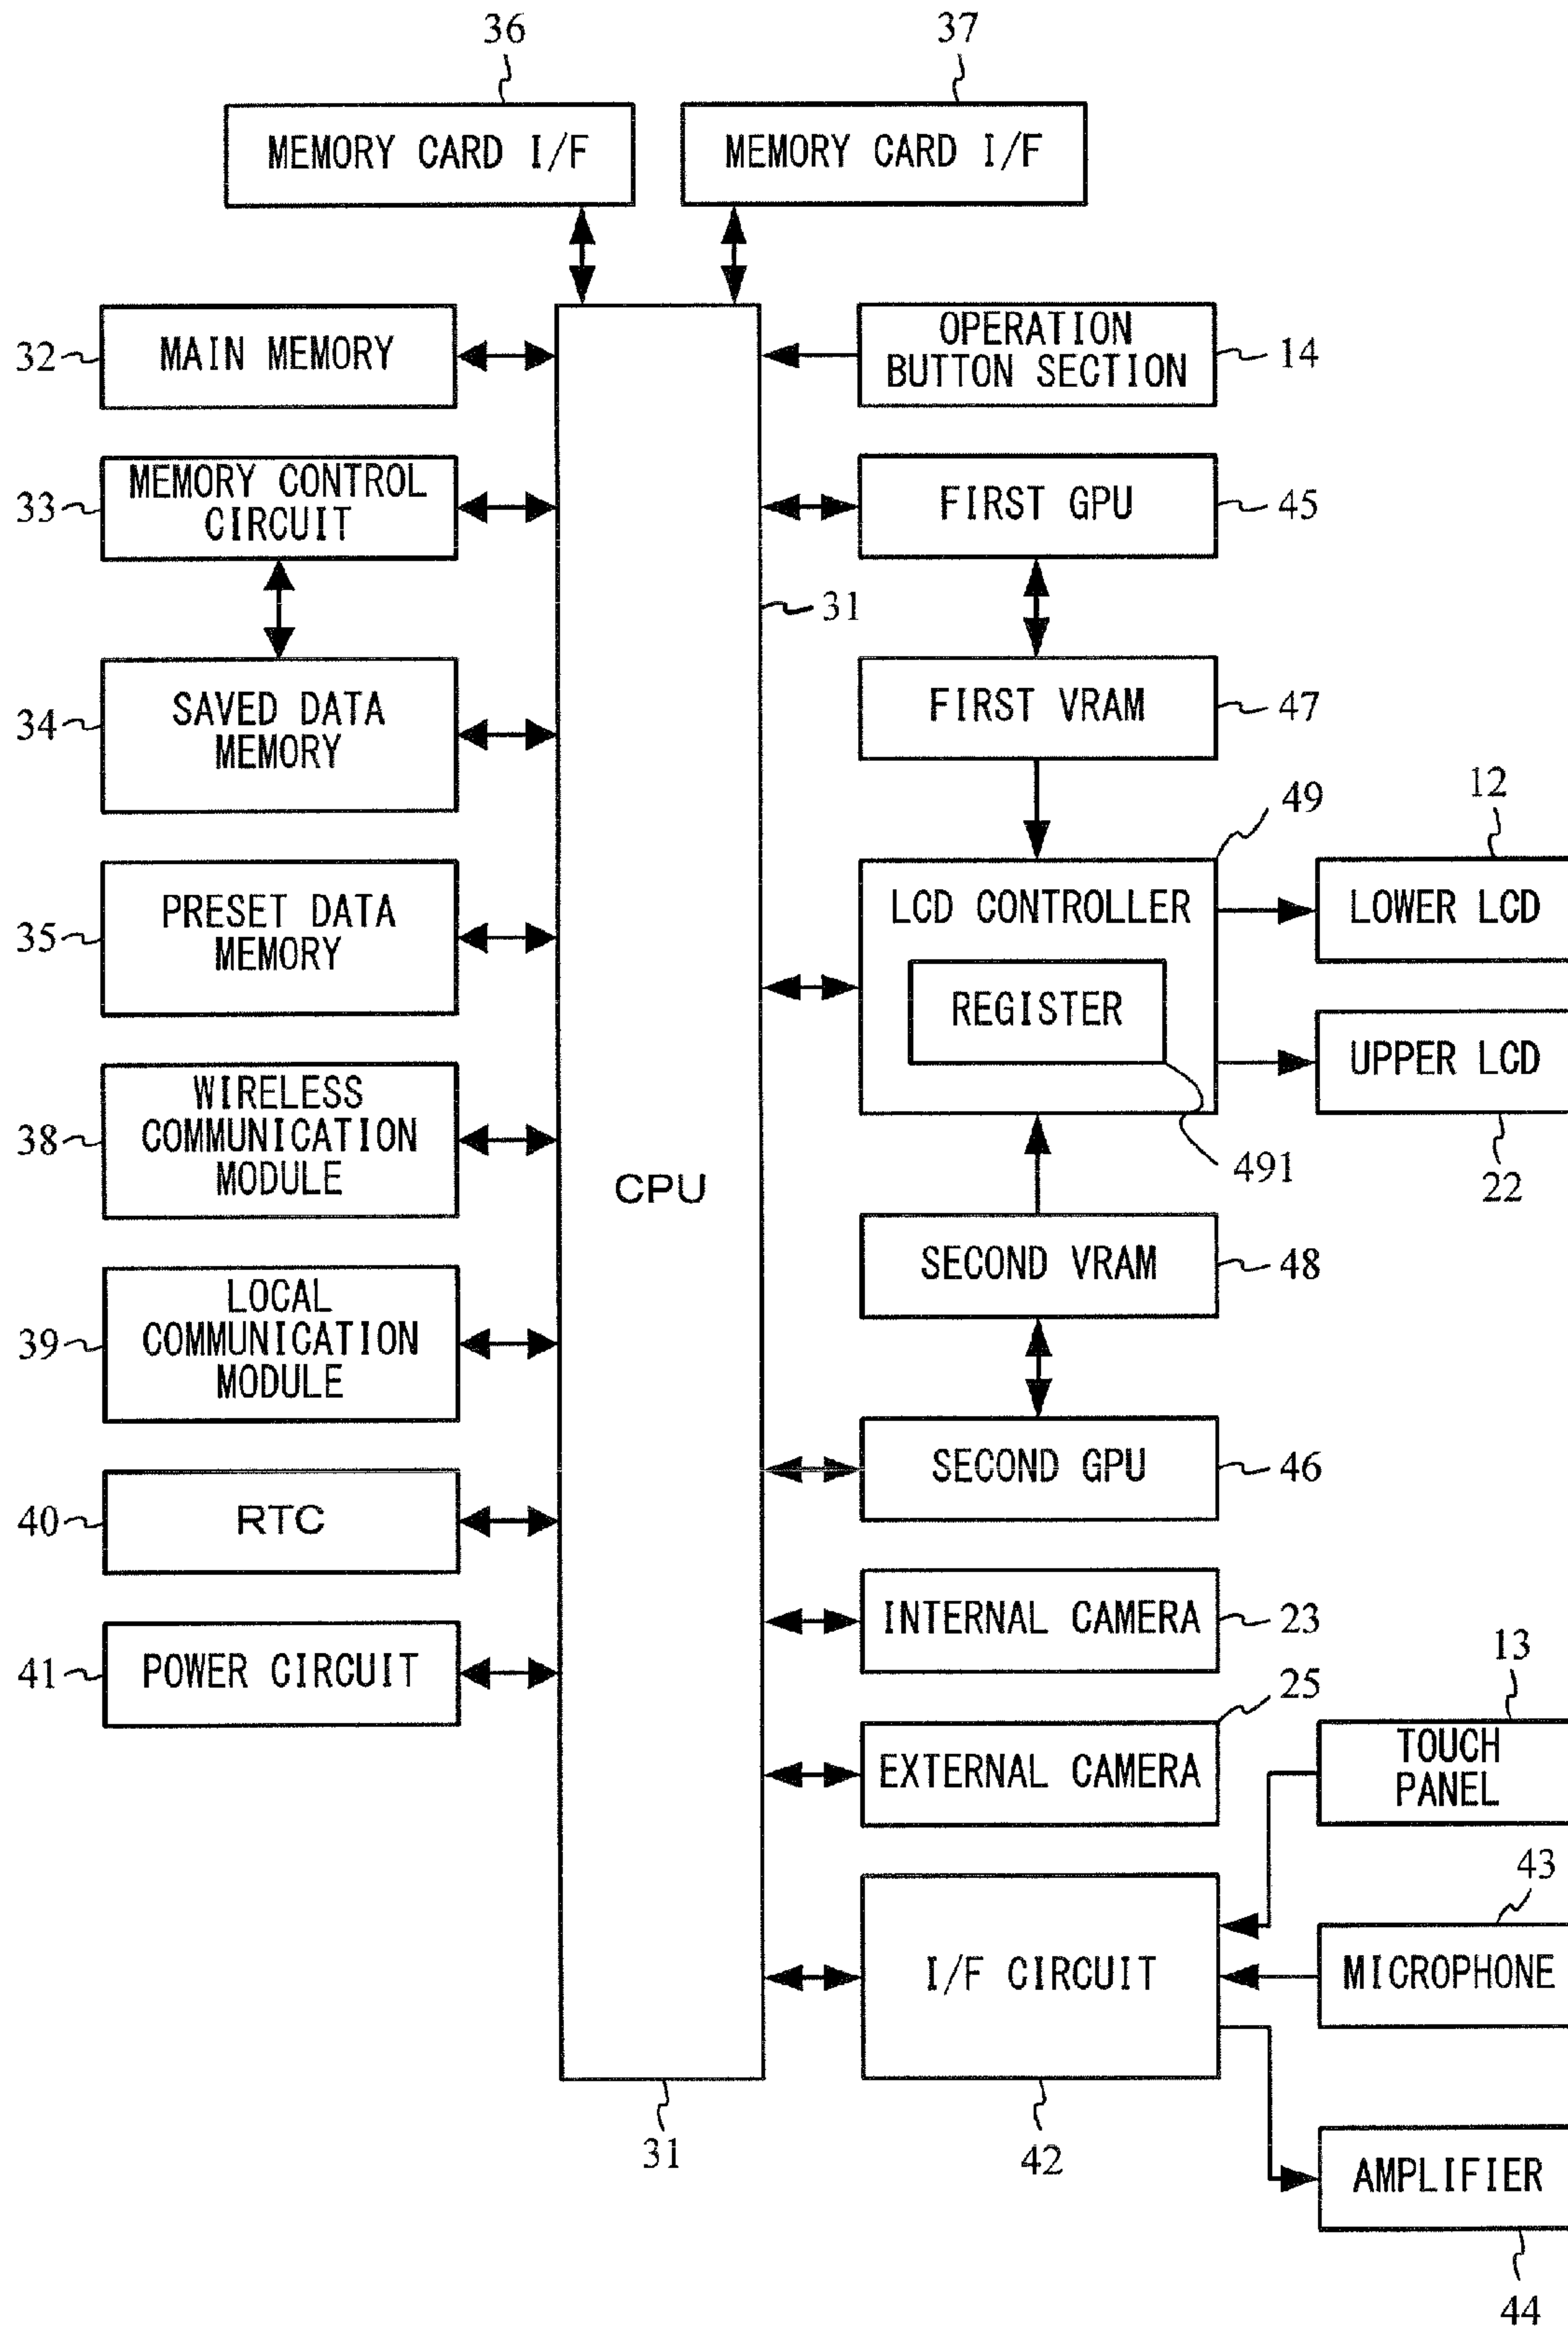 36
37
MEMORY CARD I/F
MEMORY CARD I/F
32
MAIN MEMORY
OPERATION
BUTTON SECTION
14
33
MEMORY CONTROL
CIRCUIT
FIRST GPU
45
31
34
SAVED DATA
MEMORY
FIRST VRAM
47
49
12
35
PRESET DATA
MEMORY
LCD CONTROLLER
LOWER LCD
REGISTER
UPPER LCD
491
22
38
WIRELESS
COMMUNICATION
MODULE
CPU
SECOND VRAM
48
39
LOCAL
COMMUNICATION
MODULE
SECOND GPU
46
40
RTC
INTERNAL CAMERA
23
41
POWER CIRCUIT
25
13
EXTERNAL CAMERA
TOUCH
PANEL
43
I/F CIRCUIT
MICROPHONE
31
42
AMPLIFIER
44